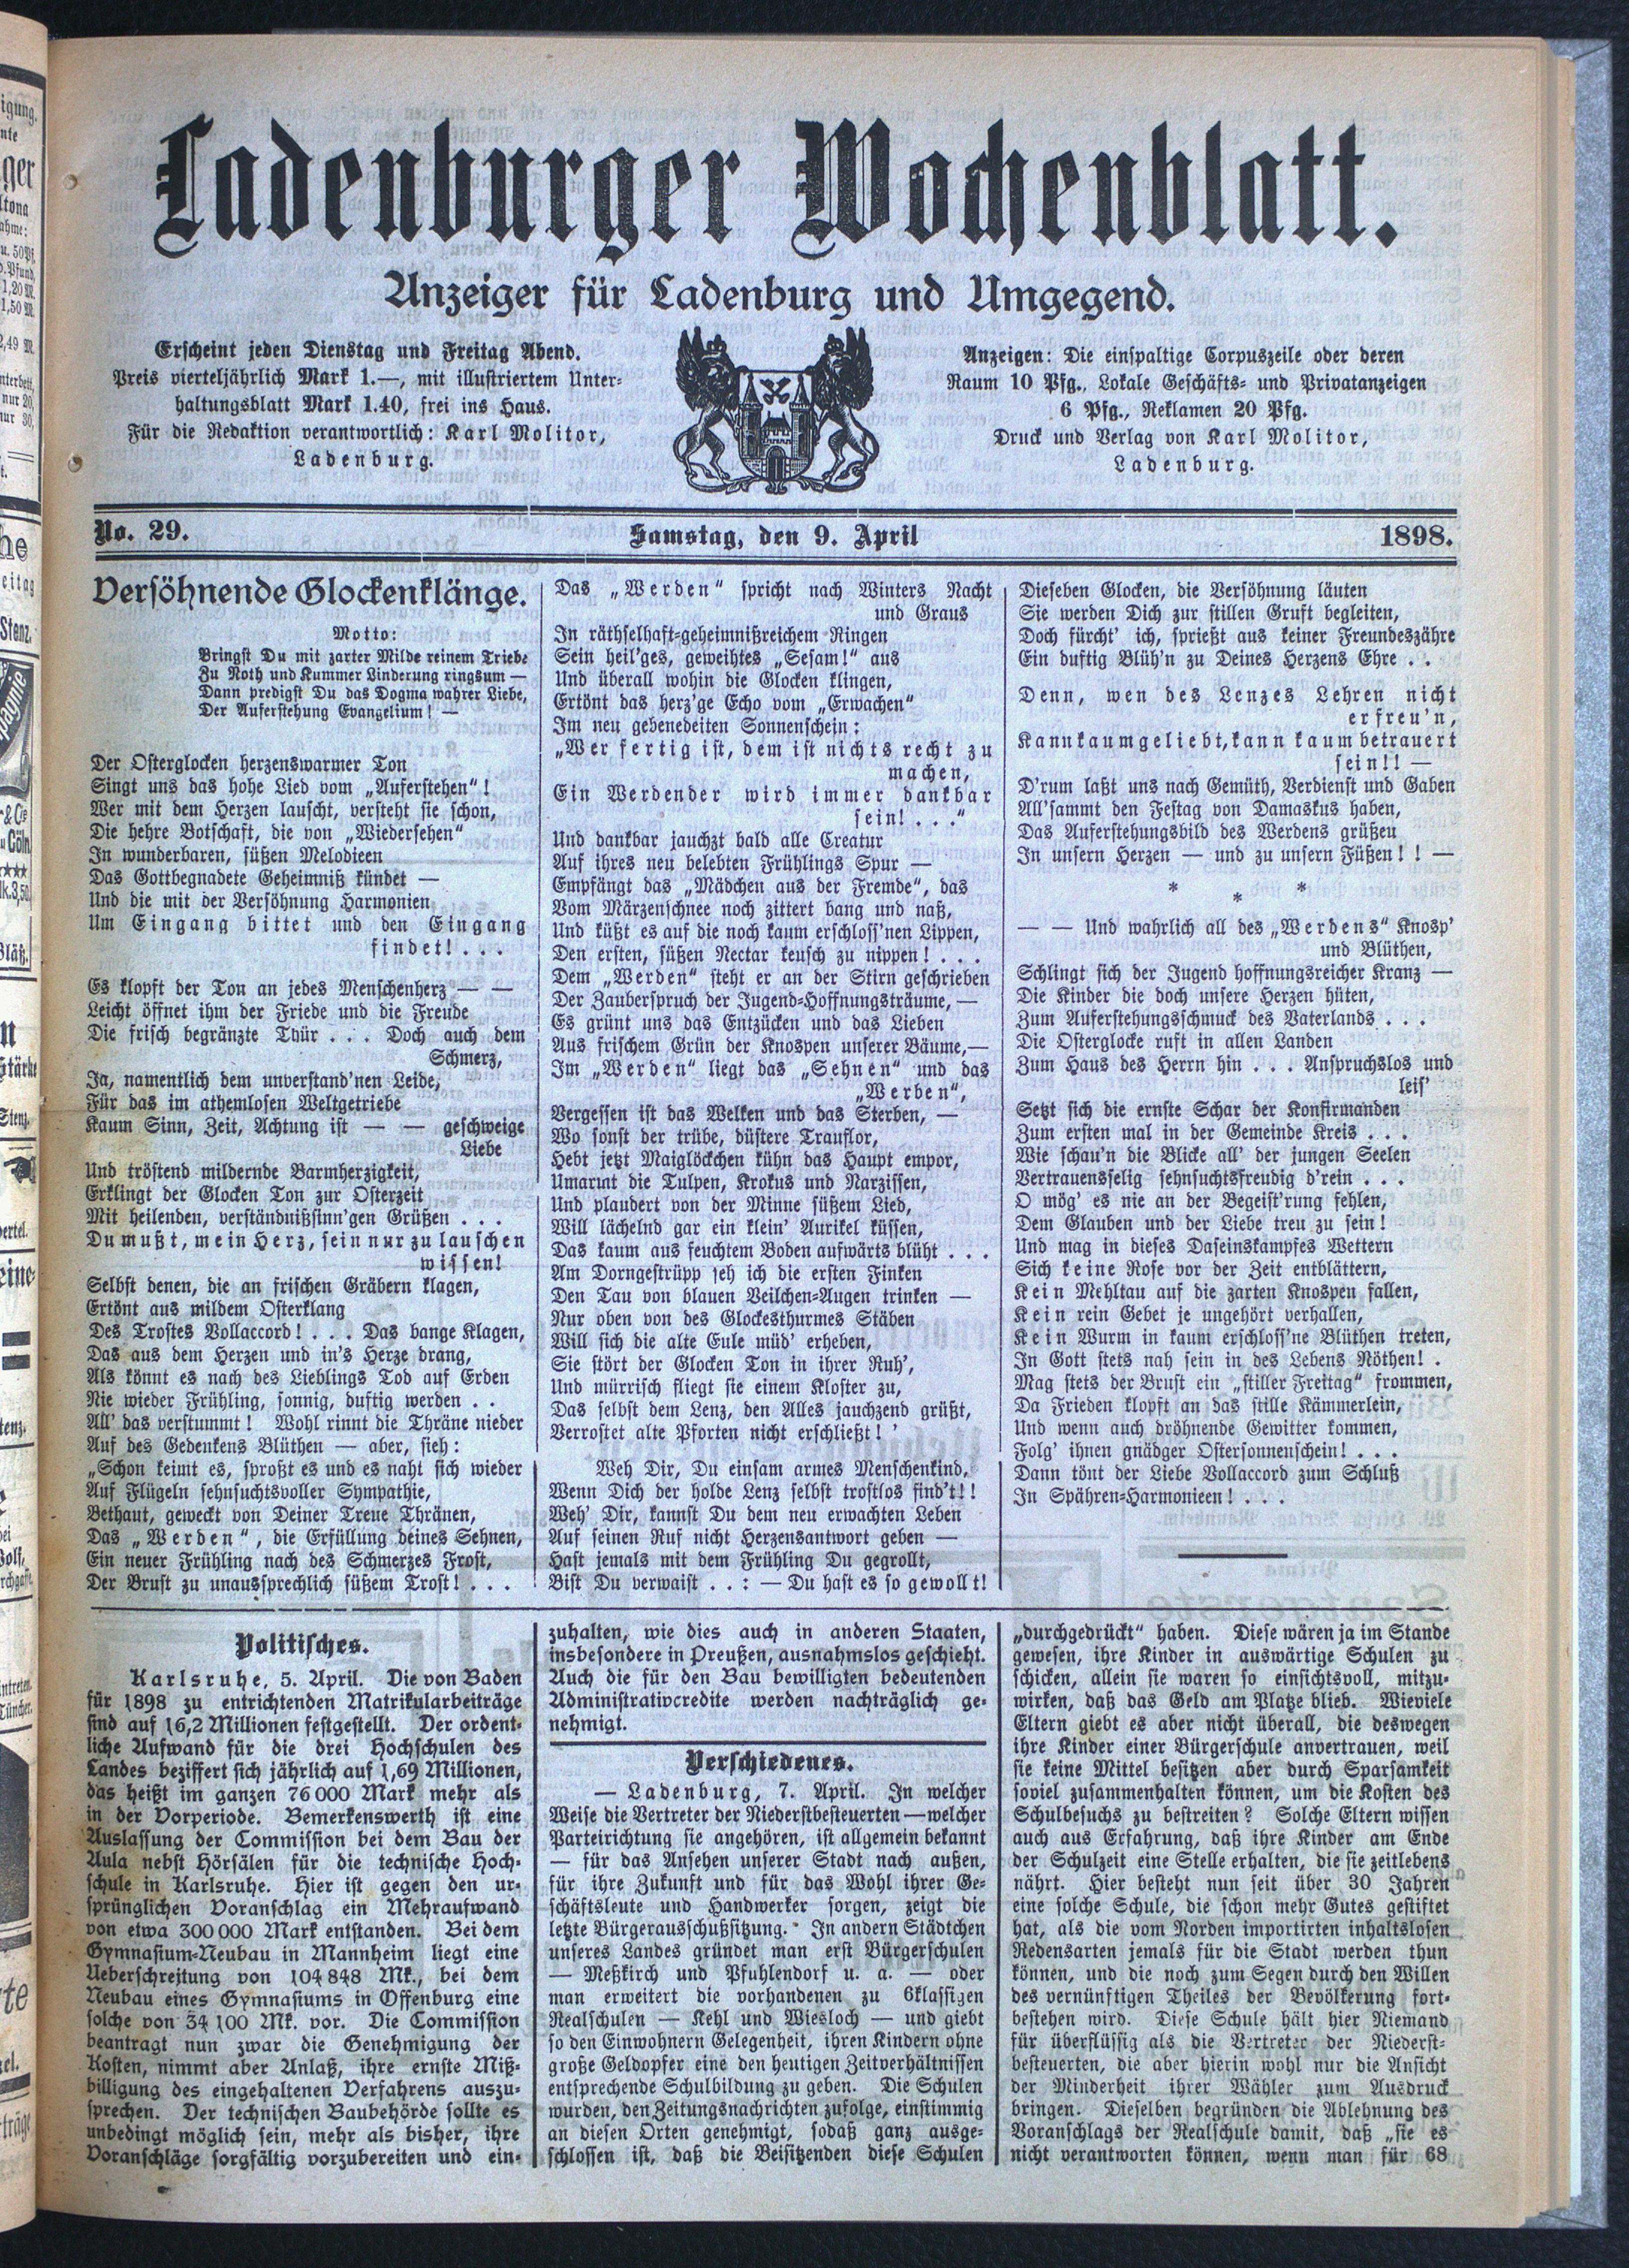 Ladenburger Wochenblatt.
Anzeiger für Ladenburg und Umgegend.
Erscheint jeden Dienstag und Freitag Abend.
Preis vierteljährlich Mark 1.—, mit illustriertem Unter-
haltungsblatt Mark 1.40, frei ins Haus.
Für die Redaktion verantwortlich: Karl Molitor,
Ladenburg.
Anzeigen: Die einspaltige Corpuszeile oder deren
Raum 10 Pfg., Lokale Geschäfts- und Privatanzeigen
6 Pfg., Reklamen 20 Pfg.
Druck und Verlag von Karl Molitor,
Ladenburg.
No. 29.
Samstag, den 9. April
1898.
Versöhnende Glockenklänge.
Motto:
Bringst Du mit zarter Milde reinem Triebe
Zu Noth und Kummer Linderung ringsum —
Dann predigst Du das Dogma wahrer Liebe,
Der Auferstehung Evangelium! —
Der Osterglocken herzenswarmer Ton
Singt uns das hohe Lied vom „Auferstehen“!
Wer mit dem Herzen lauscht, versteht sie schon,
Die hehre Botschaft, die von „Wiedersehen“
In wunderbaren, süßen Melodieen
Das Gottbegnadete Geheimniß kündet —
Und die mit der Versöhnung Harmonien
Um Eingang bittet und den Eingang
findet! . . .
Es klopft der Ton an jedes Menschenherz — —
Leicht öffnet ihm der Friede und die Freude
Die frisch begränzte Thür . . . Doch auch dem
Schmerz,
Ja, namentlich dem unverstand'nen Leide,
Für das im athemlosen Weltgetriebe
Kaum Sinn, Zeit, Achtung ist — — geschweige
Liebe
Und tröstend mildernde Barmherzigkeit,
Erklingt der Glocken Ton zur Osterzeit
Mit heilenden, verständnißsinn'gen Grüßen . . .
Du mußt, mein Herz, sein nur zu lauschen
wissen!
Selbst denen, die an frischen Gräbern klagen,
Ertönt aus mildem Osterklang
Des Trostes Vollaccord! . . . Das bange Klagen,
Das aus dem Herzen und in's Herze drang,
Als könnt es nach des Lieblings Tod auf Erden
Nie wieder Frühling, sonnig, duftig werden . .
All' das verstummt! Wohl rinnt die Thräne nieder
Auf des Gedenkens Blüthen — aber, sieh:
„Schon keimt es, sproßt es und es naht sich wieder
Auf Flügeln sehnsuchtsvoller Sympathie,
Bethaut, geweckt von Deiner Treue Thränen,
Das „Werden“, die Erfüllung deines Sehnen,
Ein neuer Frühling nach des Schmerzes Frost,
Der Brust zu unaussprechlich süßem Trost! . . .
Das „Werden“ spricht nach Winters Nacht
und Graus
In räthselhaft-geheimnißreichem Ringen
Sein heil'ges, geweihtes „Sesam!“ aus
Und überall wohin die Glocken klingen,
Ertönt das herz'ge Echo vom „Erwachen“
Im neu gebenedeiten Sonnenschein:
„Wer fertig ist, dem ist nichts recht zu
machen,
Ein Werdender wird immer dankbar
sein! . . .“
Und dankbar jauchzt bald alle Creatur
Auf ihres neu belebten Frühlings Spur —
Empfängt das „Mädchen aus der Fremde“, das
Vom Märzenschnee noch zittert bang und naß,
Und küßt es auf die noch kaum erschloss'nen Lippen,
Den ersten, süßen Nectar keusch zu nippen! . . .
Dem „Werden“ steht er an der Stirn geschrieben
Der Zauberspruch der Jugend-Hoffnungsträume, —
Es grünt uns das Entzücken und das Lieben
Aus frischem Grün der Knospen unserer Bäume,—
Im „Werden“ liegt das „Sehnen“ und das
„Werben“,
Vergessen ist das Welken und das Sterben, —
Wo sonst der trübe, düstere Trauflor,
Hebt jetzt Maiglöckchen kühn das Haupt empor,
Umarmt die Tulpen, Krokus und Narzissen,
Und plaudert von der Minne süßem Lied,
Will lächelnd gar ein klein' Aurikel küssen,
Das kaum aus feuchtem Boden aufwärts blüht . . .
Am Dorngestrüpp seh ich die ersten Finken
Den Tau von blauen Veilchen-Augen trinken —
Nur oben von des Glockesthurmes Stäben
Will sich die alte Eule müd' erheben,
Sie stört der Glocken Ton in ihrer Ruh',
Und mürrisch fliegt sie einem Kloster zu,
Das selbst dem Lenz, den Alles jauchzend grüßt,
Verrostet alte Pforten nicht erschließt!
Weh Dir, Du einsam armes Menschenkind,
Wenn Dich der holde Lenz selbst trostlos find't!!
Weh' Dir, kannst Du dem neu erwachten Leben
Auf seinen Ruf nicht Herzensantwort geben —
Hast jemals mit dem Frühling Du gegrollt,
Bist Du verwaist . . : — Du hast es so gewollt!
Dieseben Glocken, die Versöhnung läuten
Sie werden Dich zur stillen Gruft begleiten,
Doch fürcht' ich, sprießt aus keiner Freundeszähre
Ein duftig Blüh'n zu Deines Herzens Ehre . .
Denn, wen des Lenzes Lehren nicht
erfreu'n,
Kann kaum geliebt, kann kaum betrauert
sein!! —
D'rum laßt uns nach Gemüth, Verdienst und Gaben
All'sammt den Festag von Damaskus haben,
Das Auferstehungsbild des Werdens grüßen
In unsern Herzen — und zu unsern Füßen!! —
* * *
— — Und wahrlich all des „Werdens“ Knosp'
und Blüthen,
Schlingt sich der Jugend hoffnungsreicher Kranz —
Die Kinder die doch unsere Herzen hüten,
Zum Auferstehungsschmuck des Vaterlands . . .
Die Osterglocke ruft in allen Landen
Zum Haus des Herrn hin . . . Anspruchslos und
leis'
Setzt sich die ernste Schar der Konfirmanden
Zum ersten mal in der Gemeinde Kreis . . .
Wie schau'n die Blicke all' der jungen Seelen
Vertrauensselig sehnsuchtsfreudig d'rein . . .
O mög' es nie an der Begeist'rung fehlen,
Dem Glauben und der Liebe treu zu sein!
Und mag in dieses Daseinskampfes Wettern
Sich keine Rose vor der Zeit entblättern,
Kein Mehltau auf die zarten Knospen fallen,
Kein rein Gebet je ungehört verhallen,
Kein Wurm in kaum erschloss'ne Blüthen treten,
In Gott stets nah sein in des Lebens Nöthen! .
Mag stets der Brust ein „stiller Freitag“ frommen,
Da Frieden klopft an das stille Kämmerlein,
Und wenn auch dröhnende Gewitter kommen,
Folg' ihnen gnädger Ostersonnenschein! . . .
Dann tönt der Liebe Vollaccord zum Schluß
In Spähren-Harmonieen! . . .
Politisches.
Karlsruhe, 5. April. Die von Baden
für 1898 zu entrichtenden Matrikularbeiträge
sind auf 16,2 Millionen festgestellt. Der ordent-
liche Aufwand für die drei Hochschulen des
Landes beziffert sich jährlich auf 1,69 Millionen,
das heißt im ganzen 76 000 Mark mehr als
in der Vorperiode. Bemerkenswerth ist eine
Auslassung der Commission bei dem Bau der
Aula nebst Hörsälen für die technische Hoch-
schule in Karlsruhe. Hier ist gegen den ur-
sprünglichen Voranschlag ein Mehraufwand
von etwa 300 000 Mark entstanden. Bei dem
Gymnasium-Neubau in Mannheim liegt eine
Ueberschreitung von 104 848 Mk., bei dem
Neubau eines Gymnasiums in Offenburg eine
solche von 34 100 Mk. vor. Die Commission
beantragt nun zwar die Genehmigung der
Kosten, nimmt aber Anlaß, ihre ernste Miß-
billigung des eingehaltenen Verfahrens auszu-
sprechen. Der technischen Baubehörde sollte es
unbedingt möglich sein, mehr als bisher, ihre
Voranschläge sorgfältig vorzubereiten und ein-
zuhalten, wie dies auch in anderen Staaten,
insbesondere in Preußen, ausnahmslos geschieht.
Auch die für den Bau bewilligten bedeutenden
Administrativcredite werden nachträglich ge-
nehmigt.
Verschiedenes.
— Ladenburg, 7. April. In welcher
Weise die Vertreter der Niederstbesteuerten — welcher
Parteirichtung sie angehören, ist allgemein bekannt
— für das Ansehen unserer Stadt nach außen,
für ihre Zukunft und für das Wohl ihrer Ge-
schäftsleute und Handwerker sorgen, zeigt die
letzte Bürgerausschußsitzung. In andern Städtchen
unseres Landes gründet man erst Bürgerschulen
— Meßkirch und Pfuhlendorf u. a. — oder
man erweitert die vorhandenen zu 6klassigen
Realschulen — Kehl und Wiesloch — und giebt
so den Einwohnern Gelegenheit, ihren Kindern ohne
große Geldopfer eine den heutigen Zeitverhältnissen
entsprechende Schulbildung zu geben. Die Schulen
wurden, den Zeitungsnachrichten zufolge, einstimmig
an diesen Orten genehmigt, sodaß ganz ausge-
schlossen ist, daß die Beisitzenden diese Schulen
„durchgedrückt“ haben. Diese wären ja im Stande
gewesen, ihre Kinder in auswärtige Schulen zu
schicken, allein sie waren so einsichtsvoll, mitzu-
wirken, daß das Geld am Platze blieb. Wieviele
Eltern giebt es aber nicht überall, die deswegen
ihre Kinder einer Bürgerschule anvertrauen, weil
sie keine Mittel besitzen aber durch Sparsamkeit
soviel zusammenhalten können, um die Kosten des
Schulbesuchs zu bestreiten? Solche Eltern wissen
auch aus Erfahrung, daß ihre Kinder am Ende
der Schulzeit eine Stelle erhalten, die sie zeitlebens
nährt. Hier besteht nun seit über 30 Jahren
eine solche Schule, die schon mehr Gutes gestiftet
hat, als die vom Norden importirten inhaltslosen
Redensarten jemals für die Stadt werden thun
können, und die noch zum Segen durch den Willen
des vernünftigen Theiles der Bevölkerung fort-
bestehen wird. Diese Schule hält hier Niemand
für überflüssig als die Vertreter der Niederst-
besteuerten, die aber hierin wohl nur die Ansicht
der Minderheit ihrer Wähler zum Ausdruck
bringen. Dieselben begründen die Ablehnung des
Voranschlags der Realschule damit, daß „sie es
nicht verantworten können, wenn man für 68